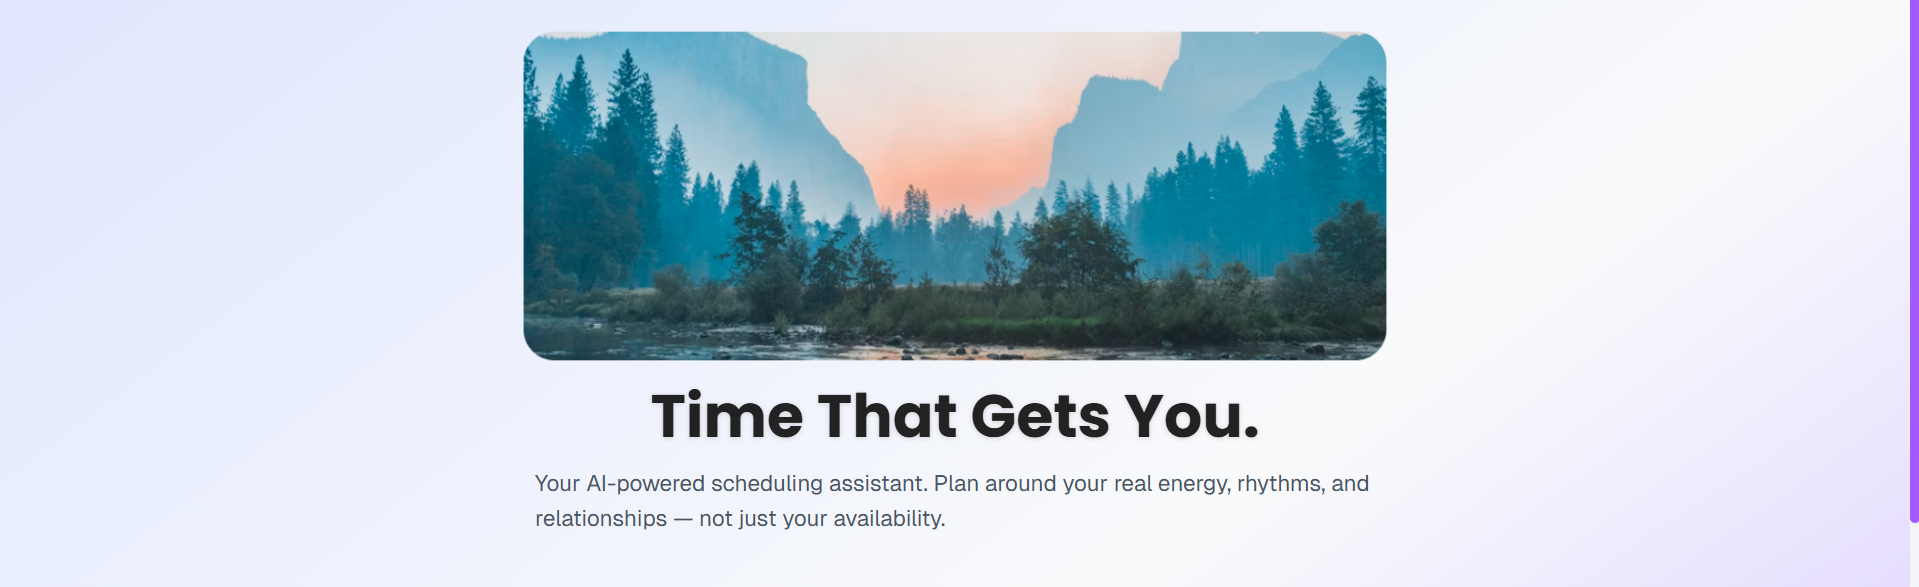 Time That Gets You.
Your AI-powered scheduling assistant. Plan around your real energy, rhythms, and
relationships — not just your availability.